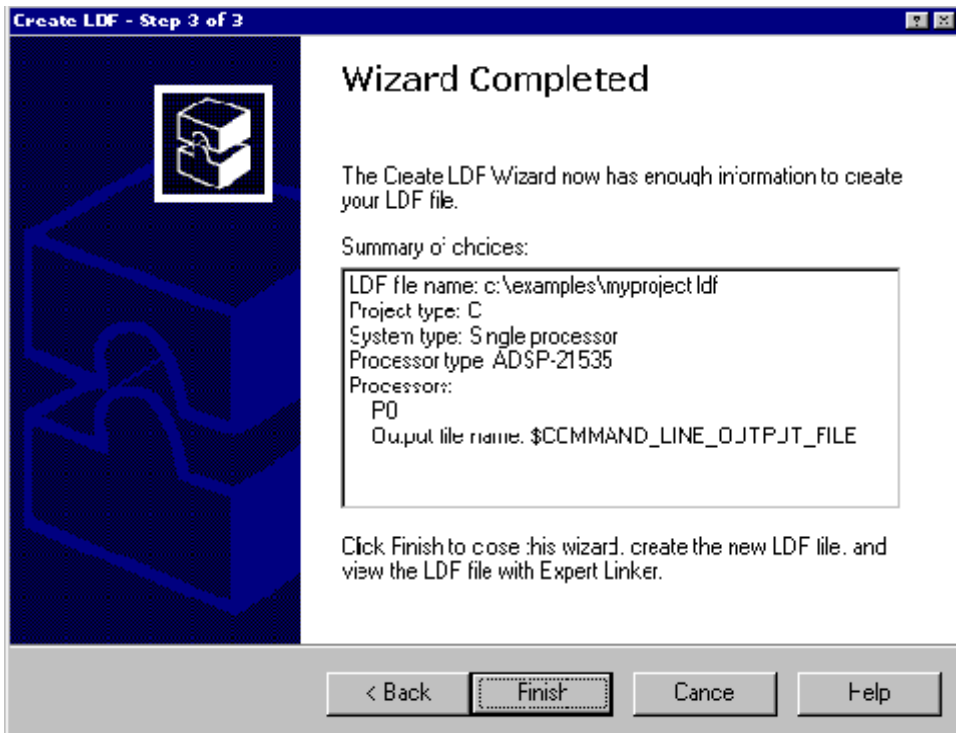 Create LDF - Step 3 of 3
Wizard Completed
The Create LDF Wizard now has enough information to create
your LDF file.
Summary of choices:
LDF file name: c:\examples\myproject.ldf
Project type: C
System type: Single processor
Processor type: ADSP-21535
Processors:
P0
Output file name: $COMMAND_LINE_OUTPUT_FILE
Click Finish to close this wizard, create the new LDF file, and
view the LDF file with Expert Linker.
< Back
Finish
Cancel
Help